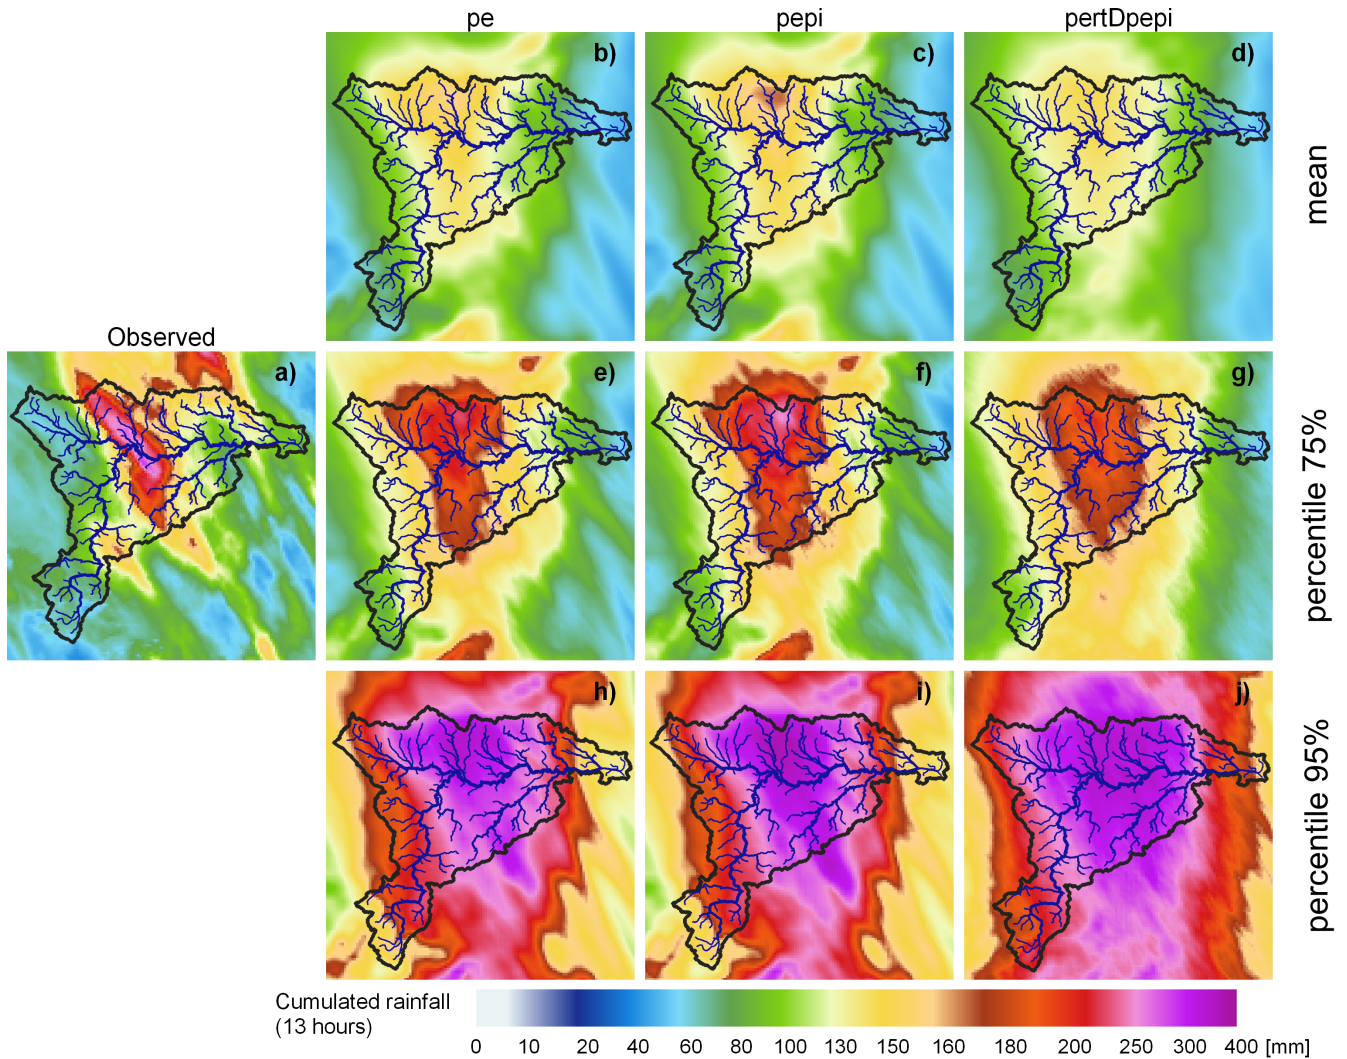 pe pepi pertDpepi
b) c) d)
mean
Observed
a) e) f) g)
percentile 75%
h) i) j)
percentile 95%
Cumulated rainfall
(13 hours)
0 10 20 40 60 80 100 130 150 160 180 200 250 300 400 [mm]